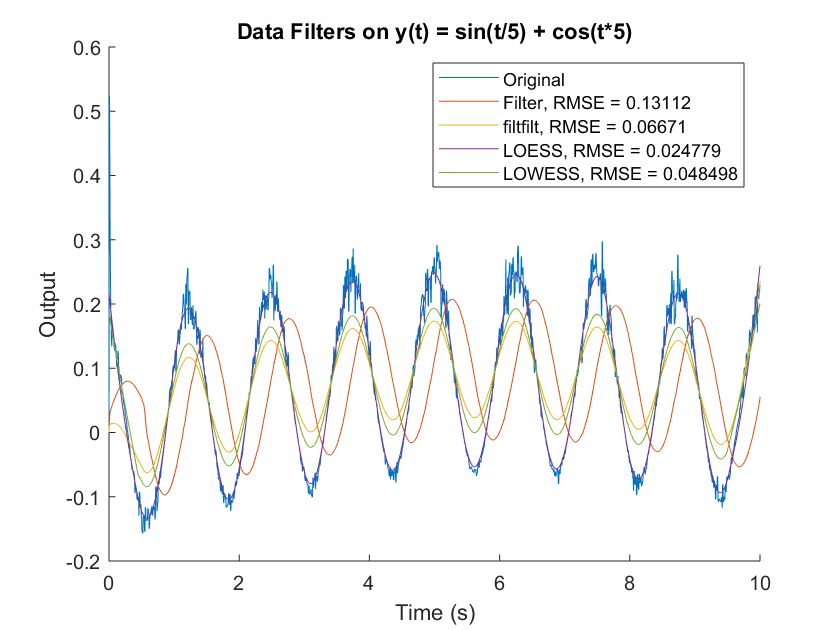 Data Filters on y(t) = sin(t/5) + cos(t*5)
0.6
0.5
0.4
0.3
0.2
0.1
0
-0.1
-0.2
Output
Original
Filter, RMSE = 0.13112
filtfilt, RMSE = 0.06671
LOESS, RMSE = 0.024779
LOWESS, RMSE = 0.048498
0 2 4 6 8 10
Time (s)